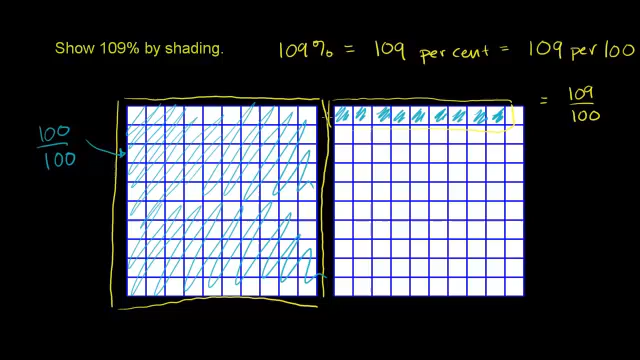 Show 109% by shading.
109% = 109 per cent = 109 per 100
= 109
100
100
100